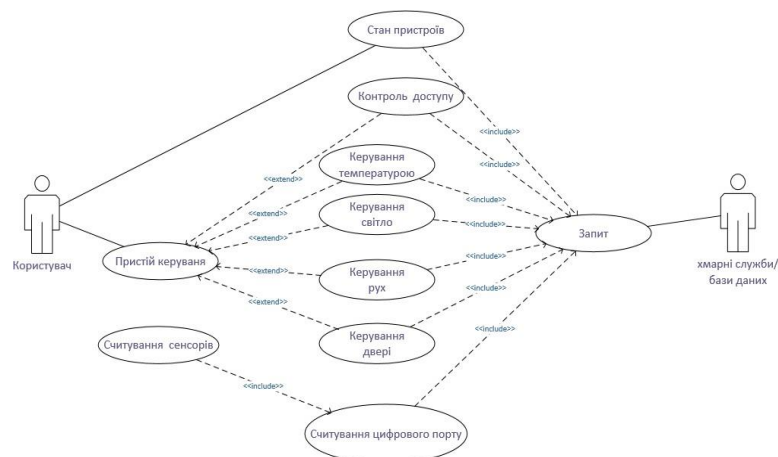 Стан пристроїв
Контроль доступу
<<include>>
<<include>>
Керування
температурою
<<extend>>
<<extend>>
<<include>>
Керування
світло
<<include>>
<<extend>>
Запит
Користувач
Пристій керуваня
хмарні служби/
бази даних
<<extend>>
Керування
рух
<<include>>
<<include>>
<<extend>>
Керування
двері
<<include>>
Считування сенсорів
<<include>>
Считування цифрового порту